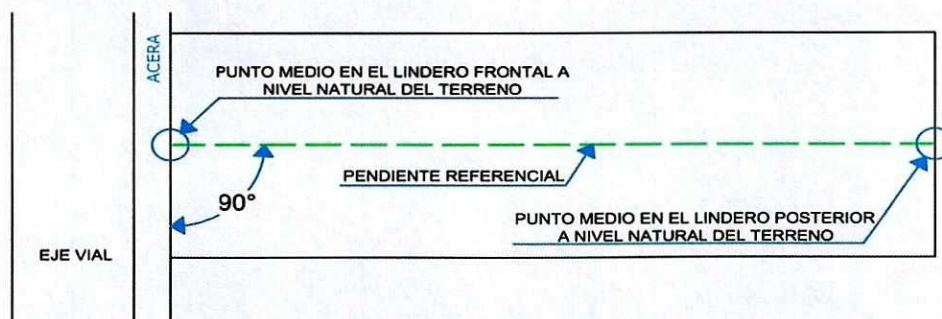 ACERA
PUNTO MEDIO EN EL LINDERO FRONTAL A
NIVEL NATURAL DEL TERRENO
PENDIENTE REFERENCIAL
90°
PUNTO MEDIO EN EL LINDERO POSTERIOR
A NIVEL NATURAL DEL TERRENO
EJE VIAL